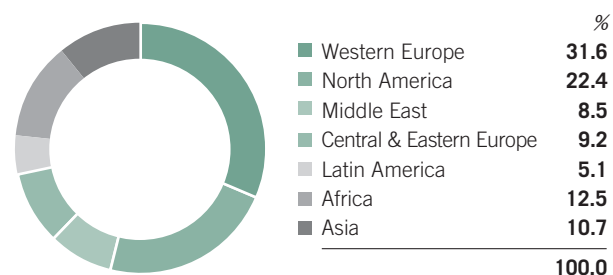 %
Western Europe 31.6
North America 22.4
Middle East 8.5
Central & Eastern Europe 9.2
Latin America 5.1
Africa 12.5
Asia 10.7
100.0